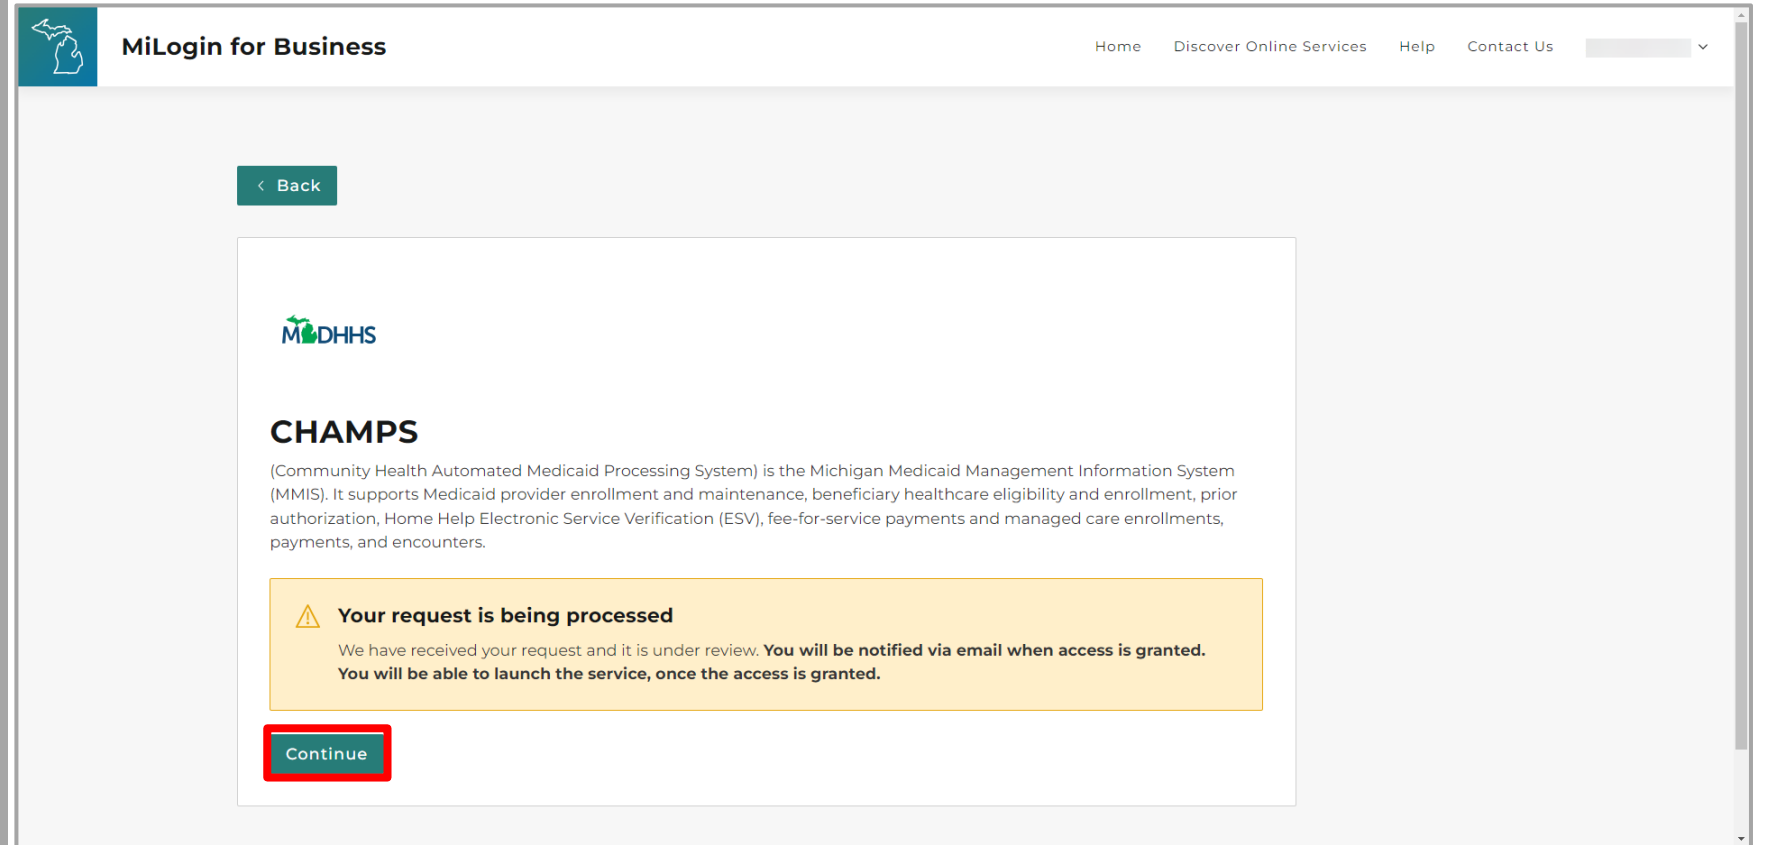 MiLogin for Business
Home Discover Online Services Help Contact Us
Back
MDHHS
CHAMPS
(Community Health Automated Medicaid Processing System) is the Michigan Medicaid Management Information System
(MMIS). It supports Medicaid provider enrollment and maintenance, beneficiary healthcare eligibility and enrollment, prior
authorization, Home Help Electronic Service Verification (ESV), fee-for-service payments and managed care enrollments,
payments, and encounters.
Your request is being processed
We have received your request and it is under review. You will be notified via email when access is granted.
You will be able to launch the service, once the access is granted.
Continue